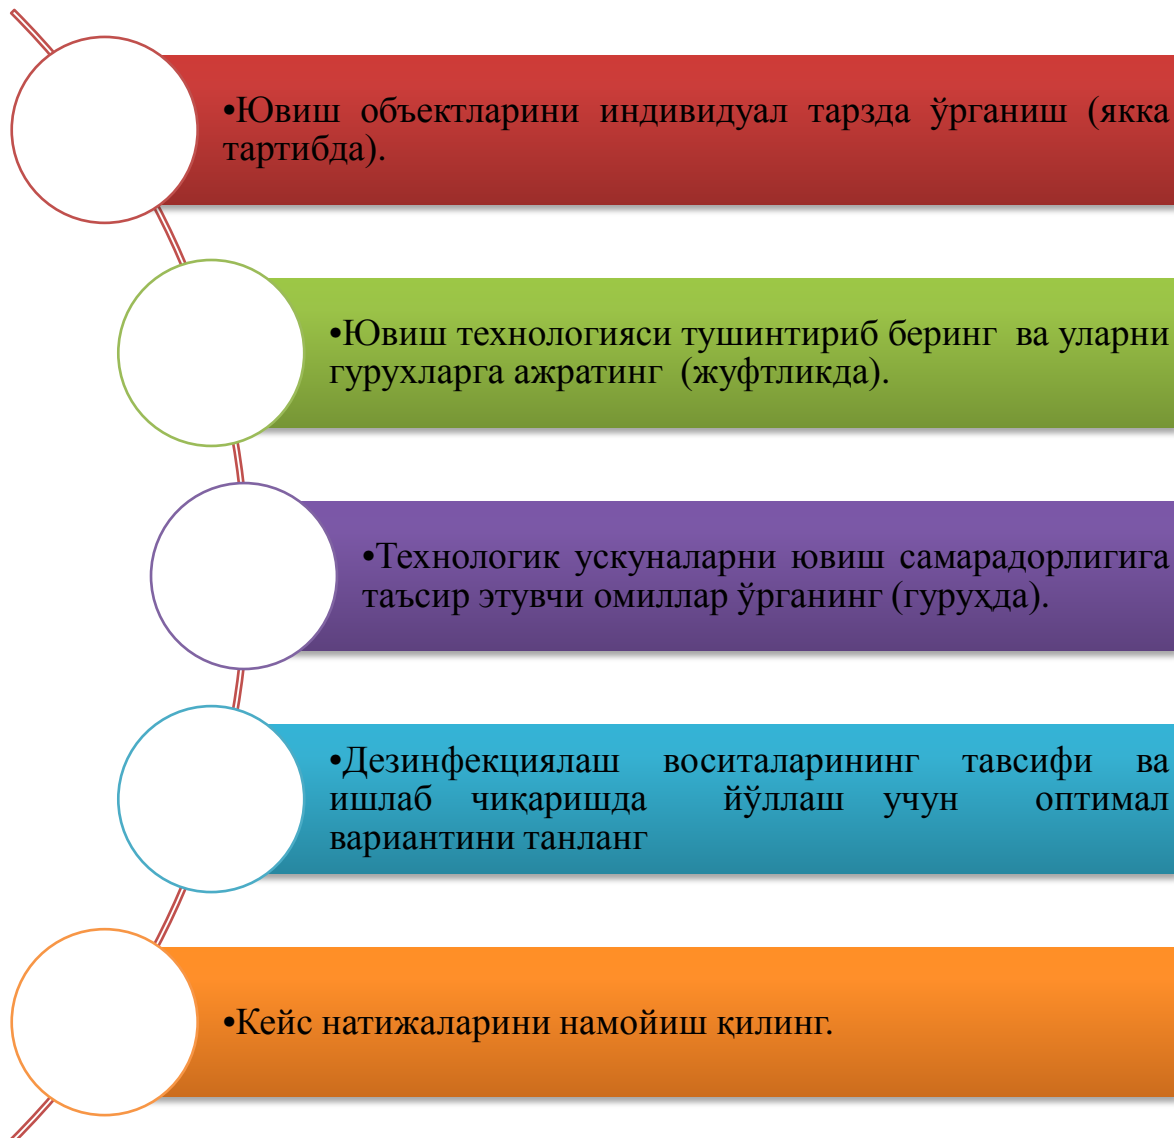 •Ювиш объектларини индивидуал тарзда ўрганиш (якка
тартибда).
•Ювиш технологияси тушинтириб беринг ва уларни
гурухларга ажратинг (жуфтликда).
•Технологик ускуналарни ювиш самарадорлигига
таъсир этувчи омиллар ўрганинг (гуруҳда).
•Дезинфекциялаш воситаларининг тавсифи ва
ишлаб чиқаришда йўллаш учун оптимал
вариантини танланг
•Кейс натижаларини намойиш қилинг.